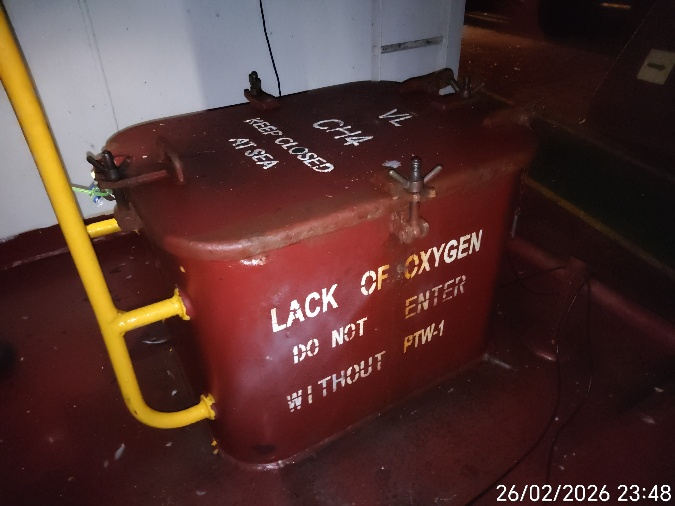 VL
CH4
KEEP CLOSED
AT SEA
LACK OF OXYGEN
DO NOT ENTER
WITHOUT PTW-1
26/02/2026 23:48